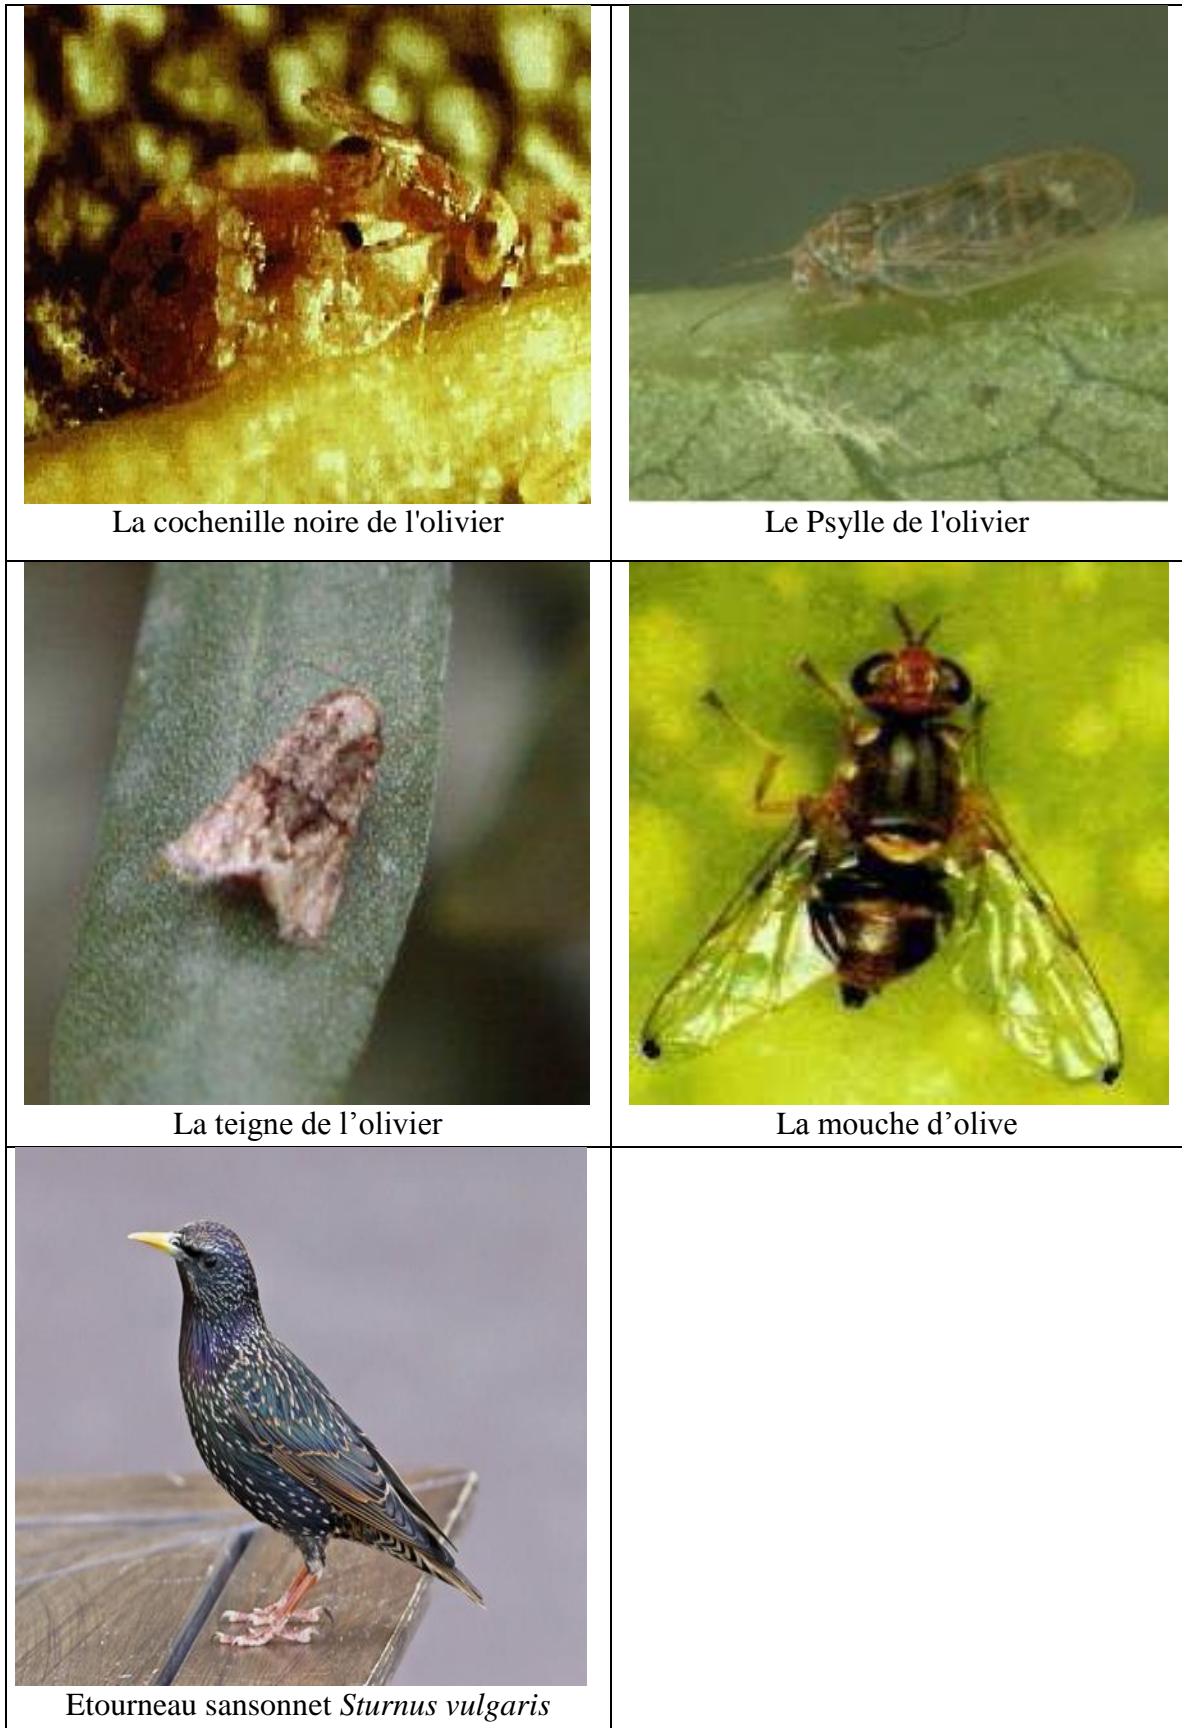 La cochenille noire de l'olivier
Le Psylle de l'olivier
La teigne de l’olivier
La mouche d’olive
Etourneau sansonnet Sturnus vulgaris